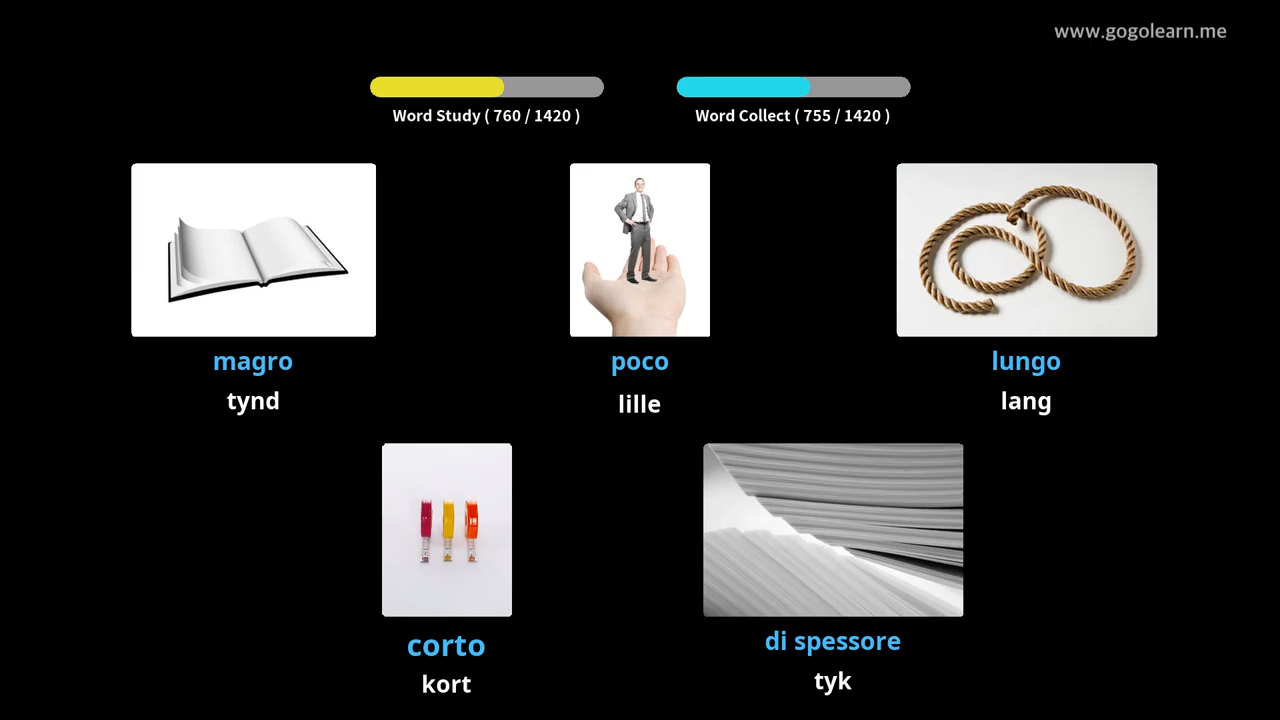 www.gogolearn.me
Word Study ( 760 / 1420 )
Word Collect ( 755 / 1420 )
magro
tynd
poco
lille
lungo
lang
corto
kort
di spessore
tyk